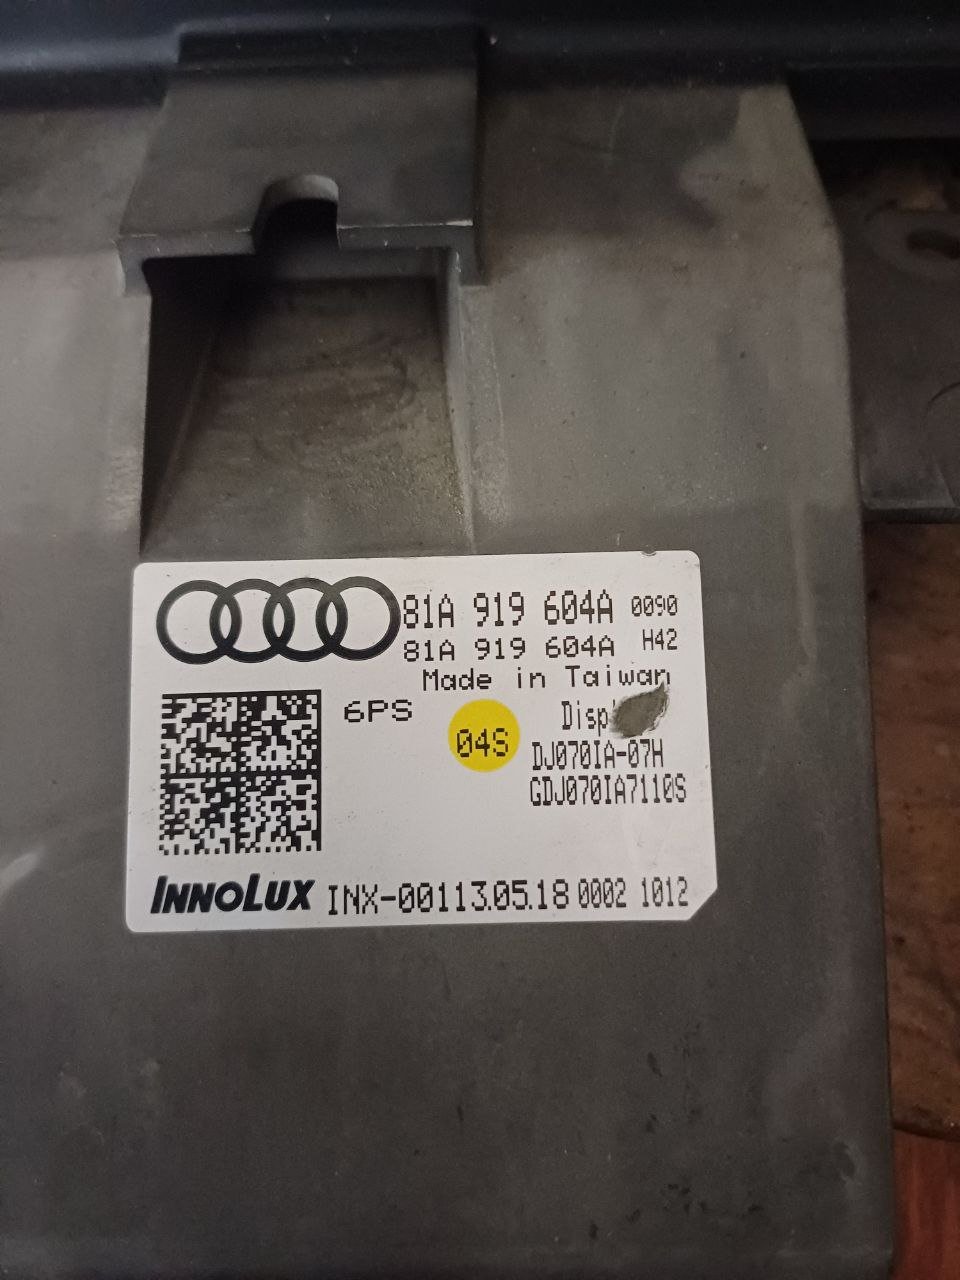 81A 919 604A 0090
81A 919 604A H42
Made in Taiwan
6PS
04S
DJ070IA-07H
GDJ070IA7110S
INNOLUX INX-00113.05.18 0002 1012